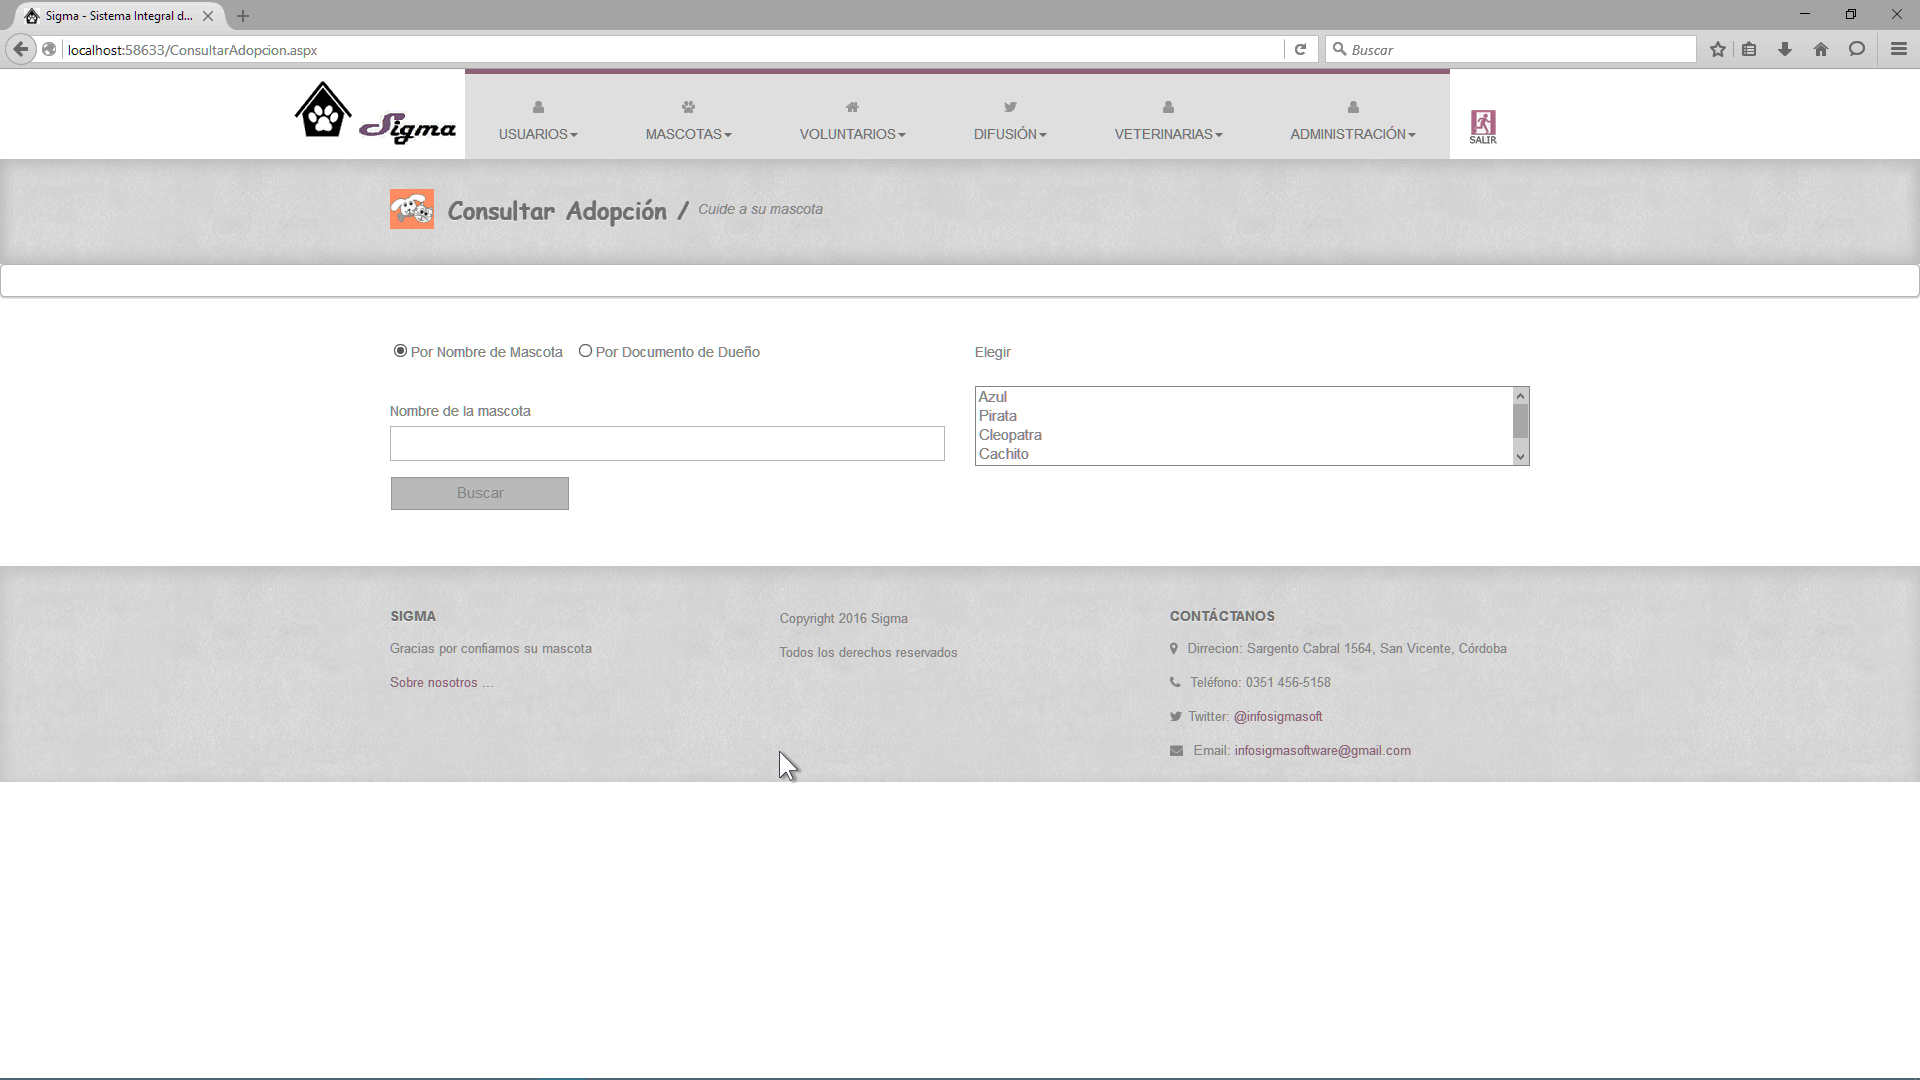 Sigma - Sistema Integral d...
localhost:58633/ConsultarAdopcion.aspx
Buscar
Sigma
USUARIOS
MASCOTAS
VOLUNTARIOS
DIFUSIÓN
VETERINARIAS
ADMINISTRACIÓN
SALIR
Consultar Adopción / Cuide a su mascota
Por Nombre de Mascota
Por Documento de Dueño
Nombre de la mascota
Buscar
Elegir
Azul
Pirata
Cleopatra
Cachito
SIGMA
Gracias por confiarnos su mascota
Sobre nosotros ...
Copyright 2016 Sigma
Todos los derechos reservados
CONTÁCTANOS
Dirrecion: Sargento Cabral 1564, San Vicente, Córdoba
Teléfono: 0351 456-5158
Twitter: @infosigmasoft
Email: infosigmasoftware@gmail.com